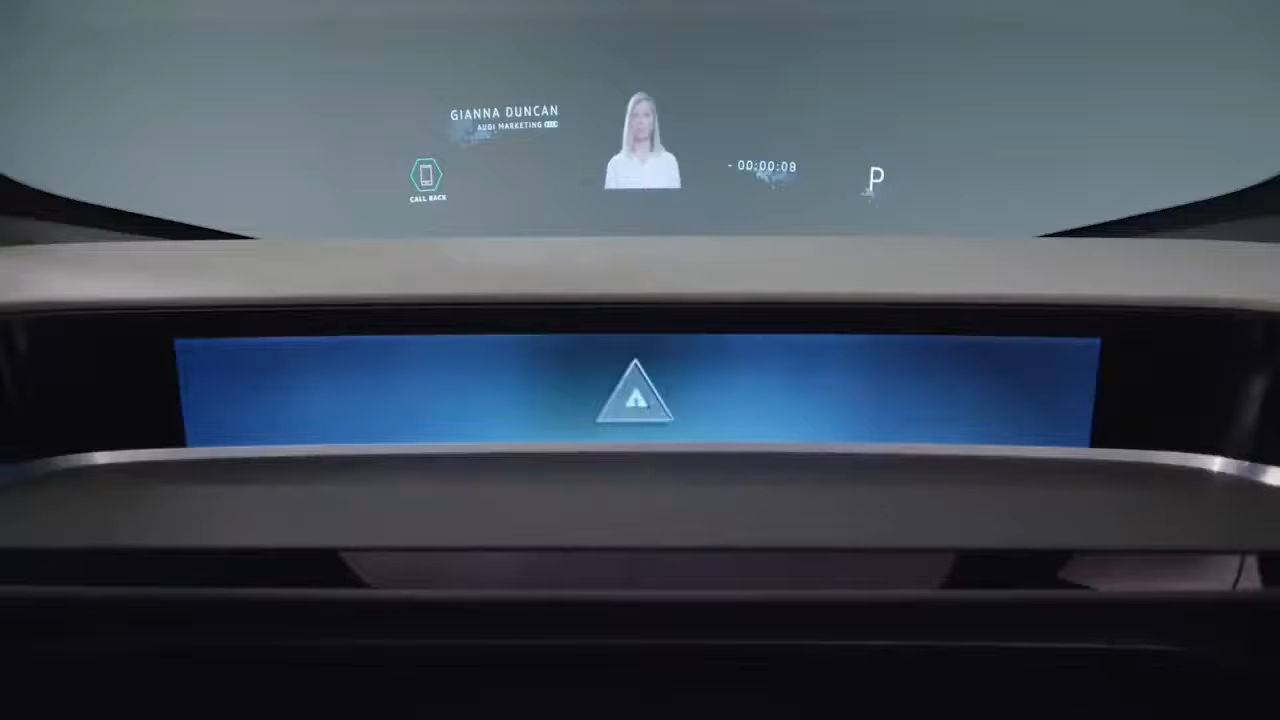 GIANNA DUNCAN
AUDI MARKETING
CALL BACK
- 00:00:08
P